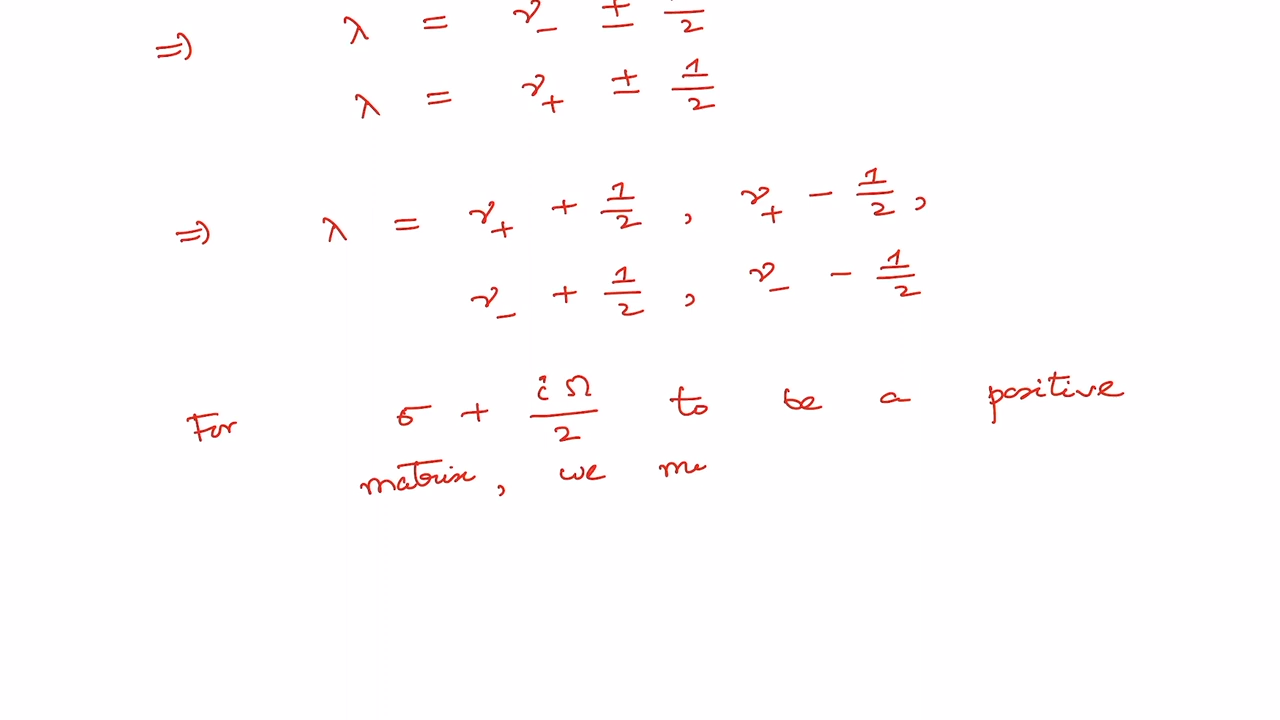 ⇒ λ = ν₋ ± 1/2
λ = ν₊ ± 1/2
⇒ λ = ν₊ + 1/2 , ν₊ − 1/2 ,
ν₋ + 1/2 , ν₋ − 1/2
For σ + iΩ/2 to be a positive
matrix, we